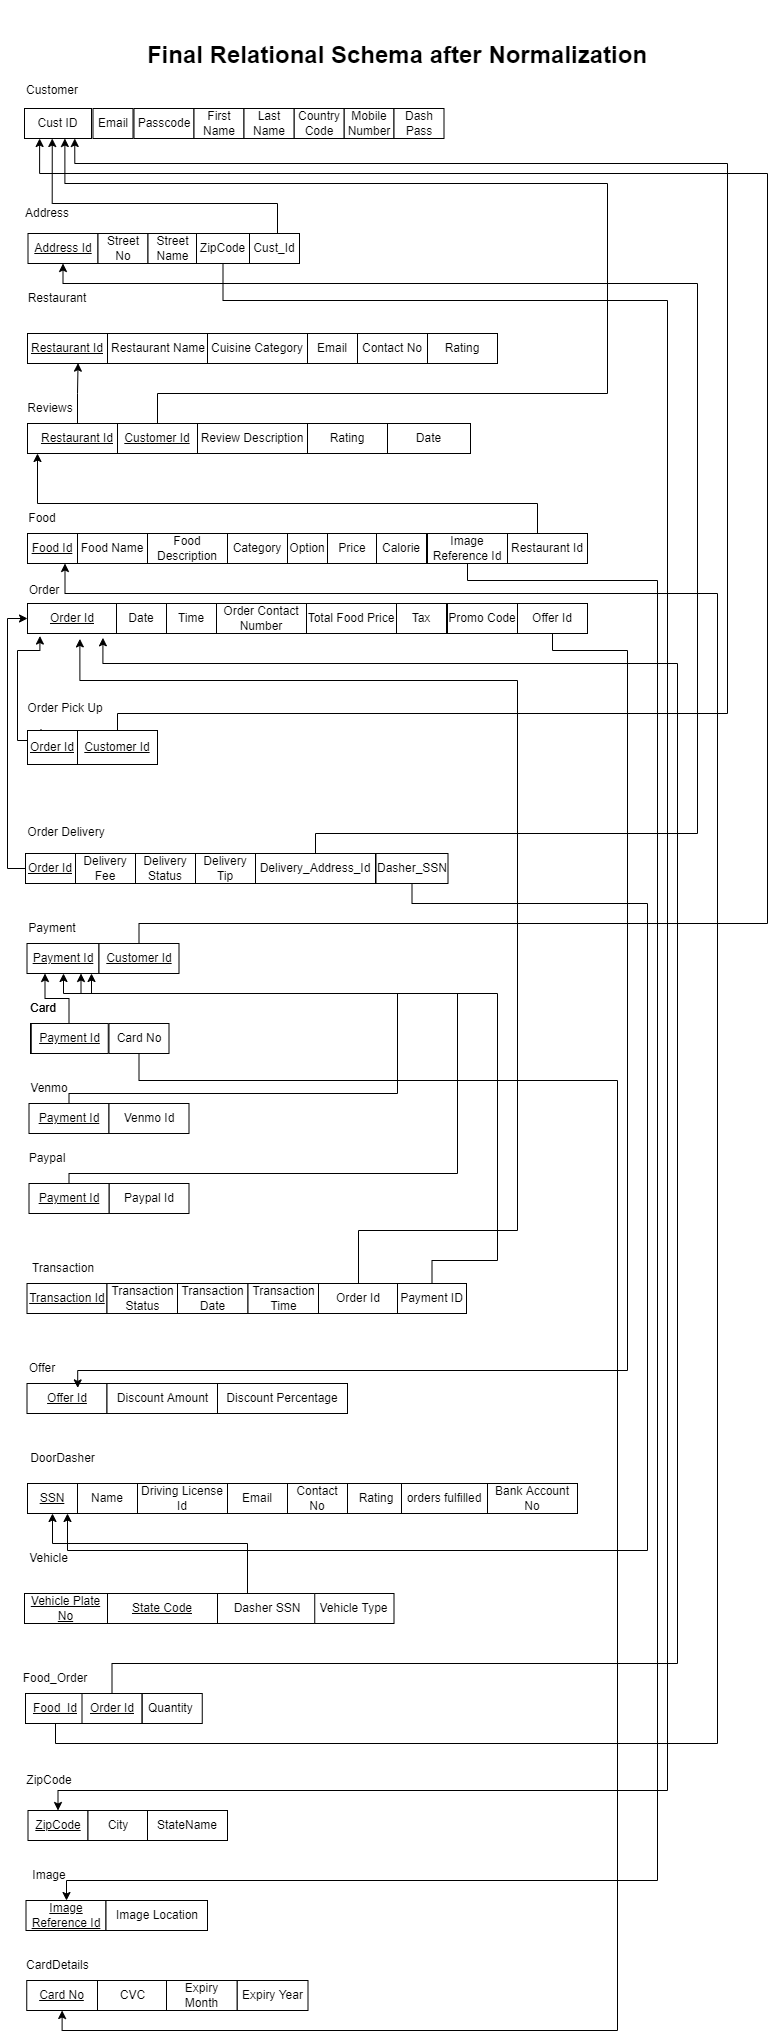 Final Relational Schema after Normalization
Customer
Cust ID
Email
Passcode
First
Name
Last
Name
Country
Code
Mobile
Number
Dash
Pass
Address
Address Id
Street
No
Street
Name
ZipCode
Cust_Id
Restaurant
Restaurant Id
Restaurant Name
Cuisine Category
Email
Contact No
Rating
Reviews
Restaurant Id
Customer Id
Review Description
Rating
Date
Food
Food Id
Food Name
Food
Description
Category
Option
Price
Calorie
Image
Reference Id
Restaurant Id
Order
Order Id
Date
Time
Order Contact
Number
Total Food Price
Tax
Promo Code
Offer Id
Order Pick Up
Order Id
Customer Id
Order Delivery
Order Id
Delivery
Fee
Delivery
Status
Delivery
Tip
Delivery_Address_Id
Dasher_SSN
Payment
Payment Id
Customer Id
Card
Payment Id
Card No
Venmo
Payment Id
Venmo Id
Paypal
Payment Id
Paypal Id
Transaction
Transaction Id
Transaction
Status
Transaction
Date
Transaction
Time
Order Id
Payment ID
Offer
Offer Id
Discount Amount
Discount Percentage
DoorDasher
SSN
Name
Driving License
Id
Email
Contact
No
Rating
orders fulfilled
Bank Account
No
Vehicle
Vehicle Plate
No
State Code
Dasher SSN
Vehicle Type
Food_Order
Food_Id
Order Id
Quantity
ZipCode
ZipCode
City
StateName
Image
Image
Reference Id
Image Location
CardDetails
Card No
CVC
Expiry
Month
Expiry Year